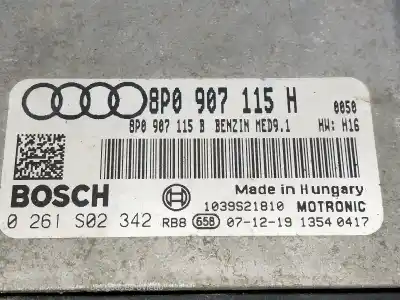 8P0 907 115 H 0050
8P0 907 115 B BENZIN MED9.1 HW: H16
BOSCH Made in Hungary
1039S21810 MOTRONIC
0 261 S02 342 RB8 658 07-12-19 1354 0417